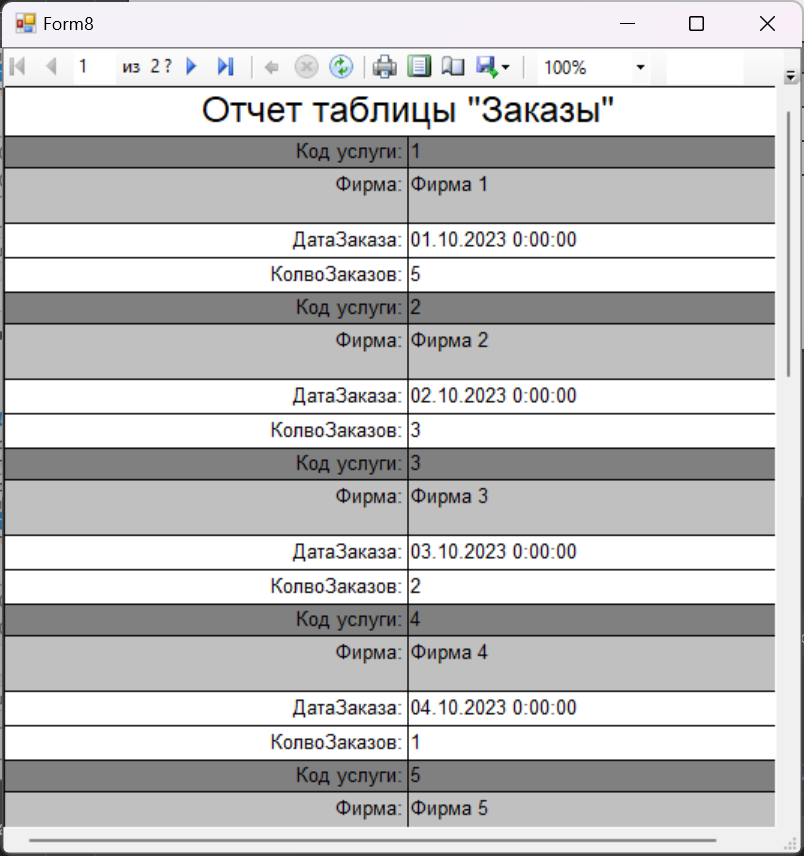 Form8
1 из 2 ? 100%
Отчет таблицы "Заказы"
Код услуги: 1
Фирма: Фирма 1
ДатаЗаказа: 01.10.2023 0:00:00
КолвоЗаказов: 5
Код услуги: 2
Фирма: Фирма 2
ДатаЗаказа: 02.10.2023 0:00:00
КолвоЗаказов: 3
Код услуги: 3
Фирма: Фирма 3
ДатаЗаказа: 03.10.2023 0:00:00
КолвоЗаказов: 2
Код услуги: 4
Фирма: Фирма 4
ДатаЗаказа: 04.10.2023 0:00:00
КолвоЗаказов: 1
Код услуги: 5
Фирма: Фирма 5